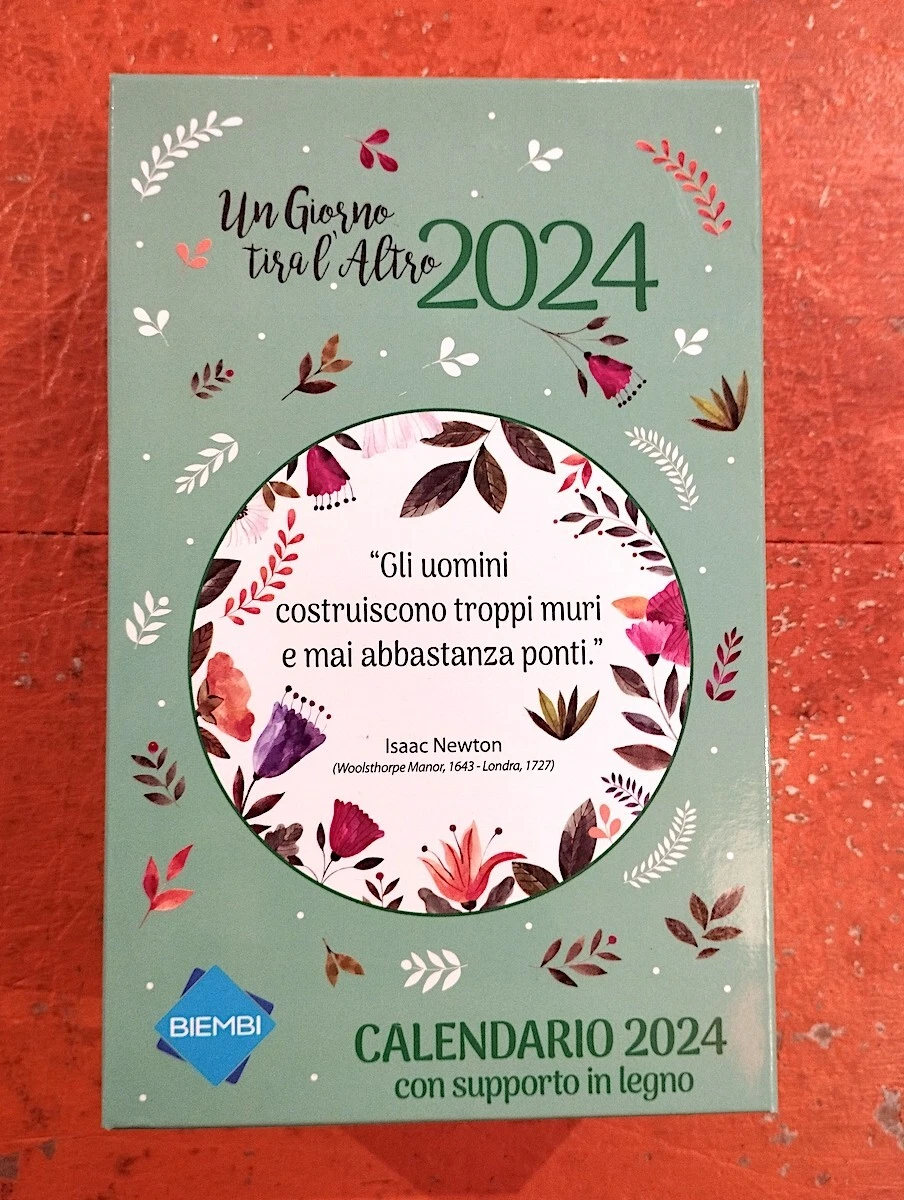 Un Giorno
tira l'Altro
2024
“Gli uomini
costruiscono troppi muri
e mai abbastanza ponti.”
Isaac Newton
(Woolsthorpe Manor, 1643 - Londra, 1727)
BIEMBI
CALENDARIO 2024
con supporto in legno